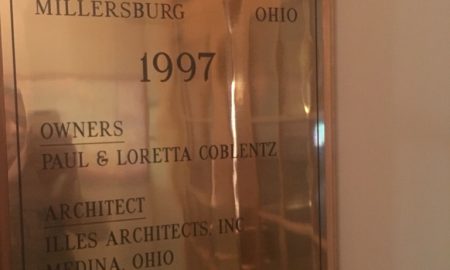 MILLERSBURG OHIO
1997
OWNERS
PAUL & LORETTA COBLENTZ
ARCHITECT
ILLES ARCHITECTS, INC
MEDINA, OHIO